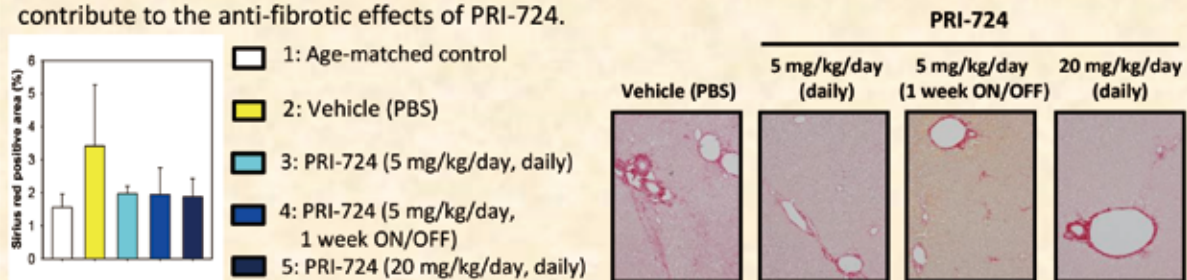 contribute to the anti-fibrotic effects of PRI-724.
Sirius red positive area (%)
6
5
4
3
2
1
0
1: Age-matched control
2: Vehicle (PBS)
3: PRI-724 (5 mg/kg/day, daily)
4: PRI-724 (5 mg/kg/day,
1 week ON/OFF)
5: PRI-724 (20 mg/kg/day, daily)
PRI-724
Vehicle (PBS)
5 mg/kg/day
(daily)
5 mg/kg/day
(1 week ON/OFF)
20 mg/kg/day
(daily)